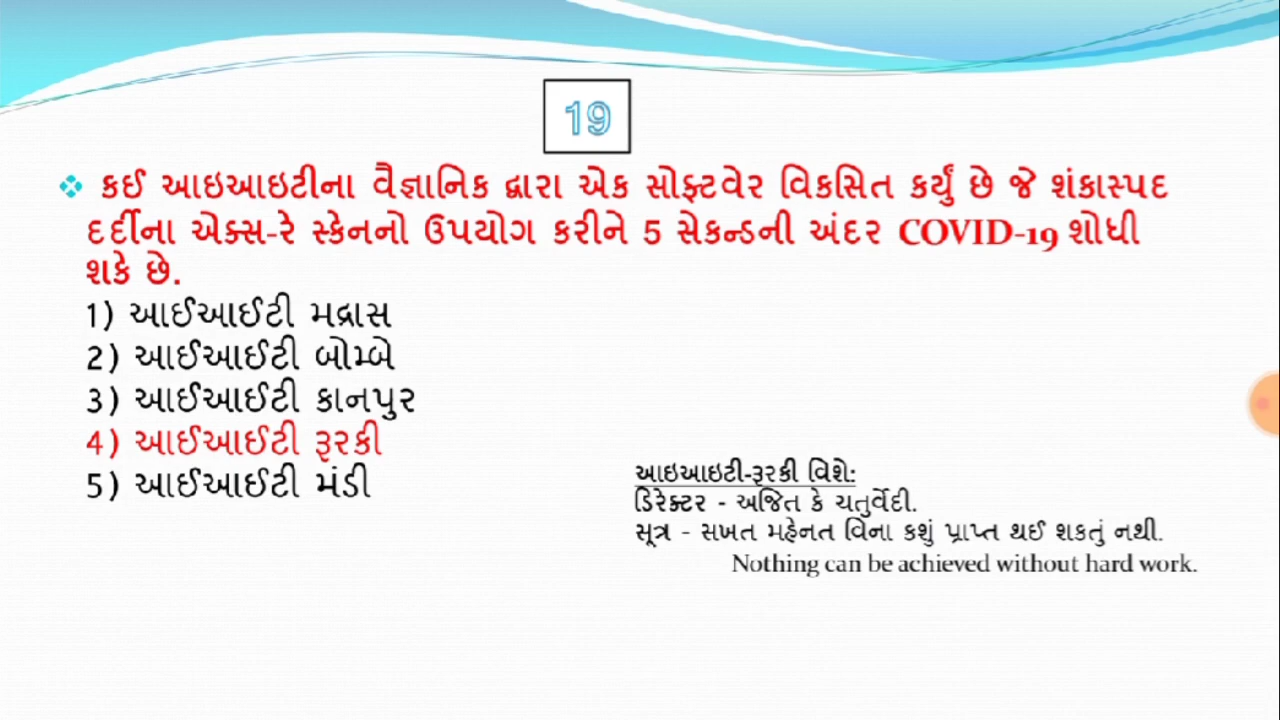 19
કઈ આઇઆઇટીના વૈજ્ઞાનિક દ્વારા એક સોફ્ટવેર વિકસિત કર્યું છે જે શંકાસ્પદ
દર્દીના એક્સ-રે સ્કેનનો ઉપયોગ કરીને 5 સેકન્ડની અંદર COVID-19 શોધી
શકે છે.
1) આઈઆઈટી મદ્રાસ
2) આઈઆઈટી બોમ્બે
3) આઈઆઈટી કાનપુર
4) આઈઆઈટી રૂરકી
5) આઈઆઈટી મંડી
આઇઆઇટી-રૂરકી વિશે:
ડિરેક્ટર - અજિત કે ચતુર્વેદી.
સૂત્ર - સખત મહેનત વિના કશું પ્રાપ્ત થઈ શકતું નથી.
Nothing can be achieved without hard work.